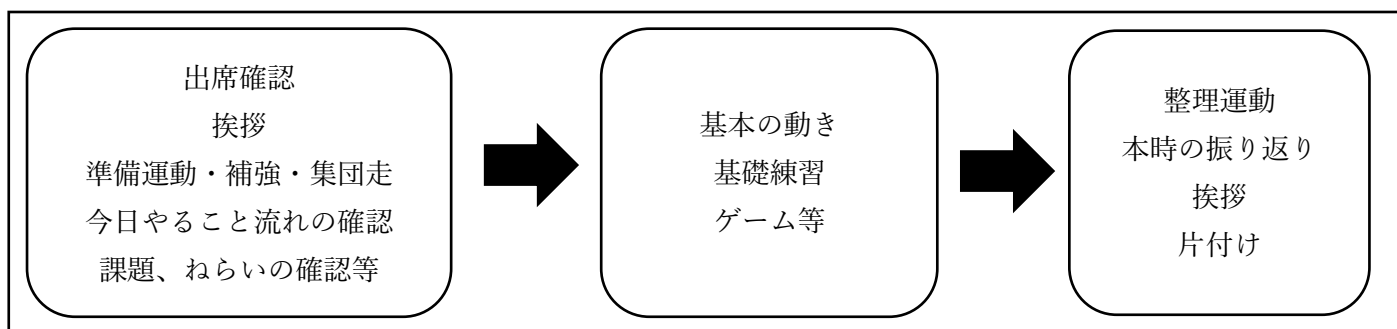 出席確認
挨拶
準備運動・補強・集団走
今日やること流れの確認
課題、ねらいの確認等
基本の動き
基礎練習
ゲーム等
整理運動
本時の振り返り
挨拶
片付け